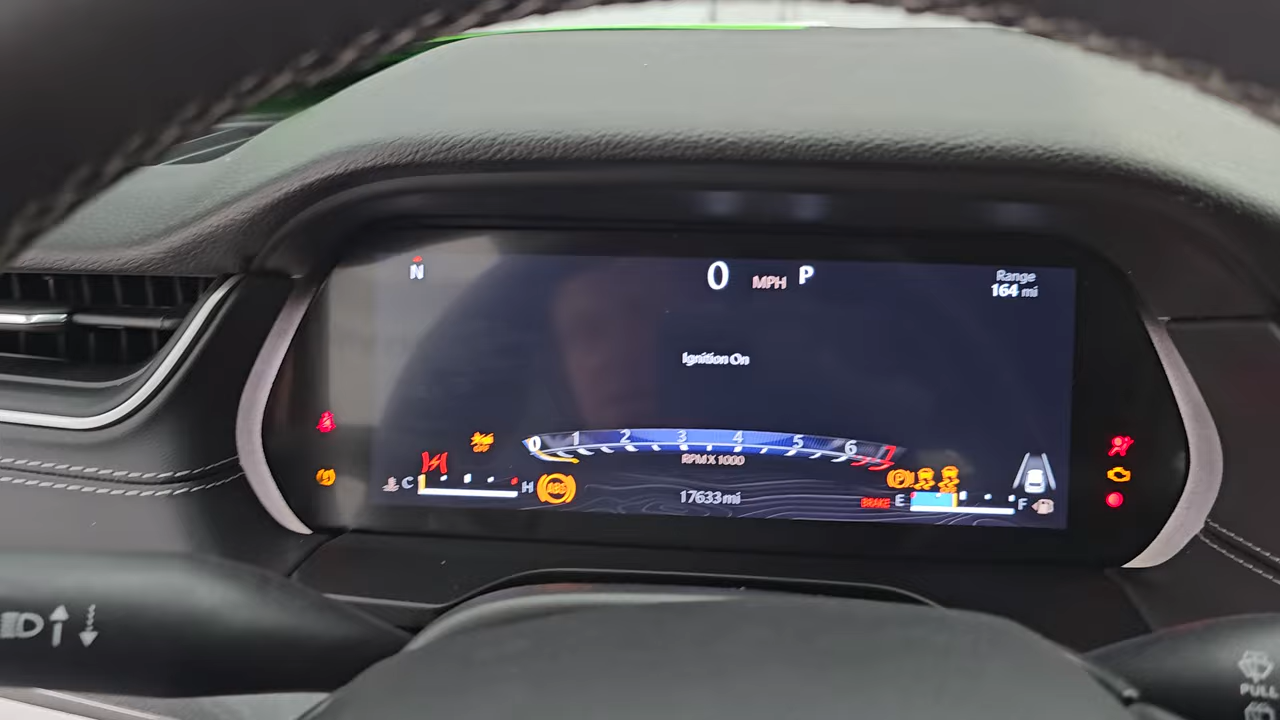 N
0 MPH P
Range
164 mi
Ignition On
0 1 2 3 4 5 6 7
RPM X 1000
C H ABS
17633 mi
P
BRAKE E F
PULL